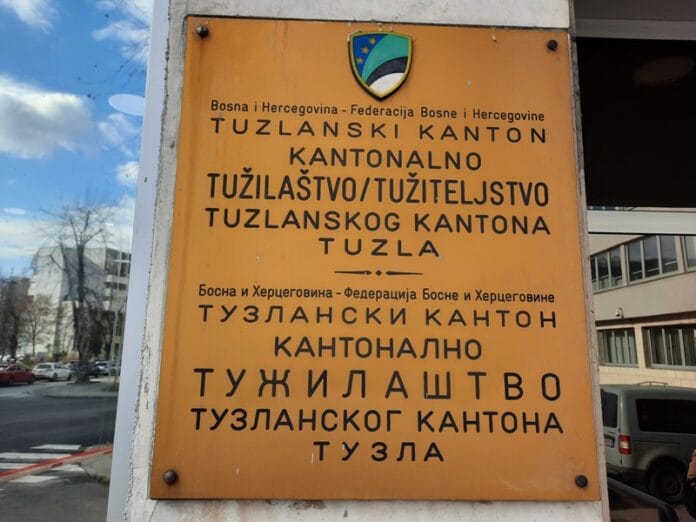 Bosna i Hercegovina - Federacija Bosne i Hercegovine
TUZLANSKI KANTON
KANTONALNO
TUŽILAŠTVO/TUŽITELJSTVO
TUZLANSKOG KANTONA
TUZLA
Босна и Херцеговина - Федерација Босне и Херцеговине
ТУЗЛАНСКИ КАНТОН
КАНТОНАЛНО
ТУЖИЛАШТВО
ТУЗЛАНСКОГ КАНТОНА
ТУЗЛА